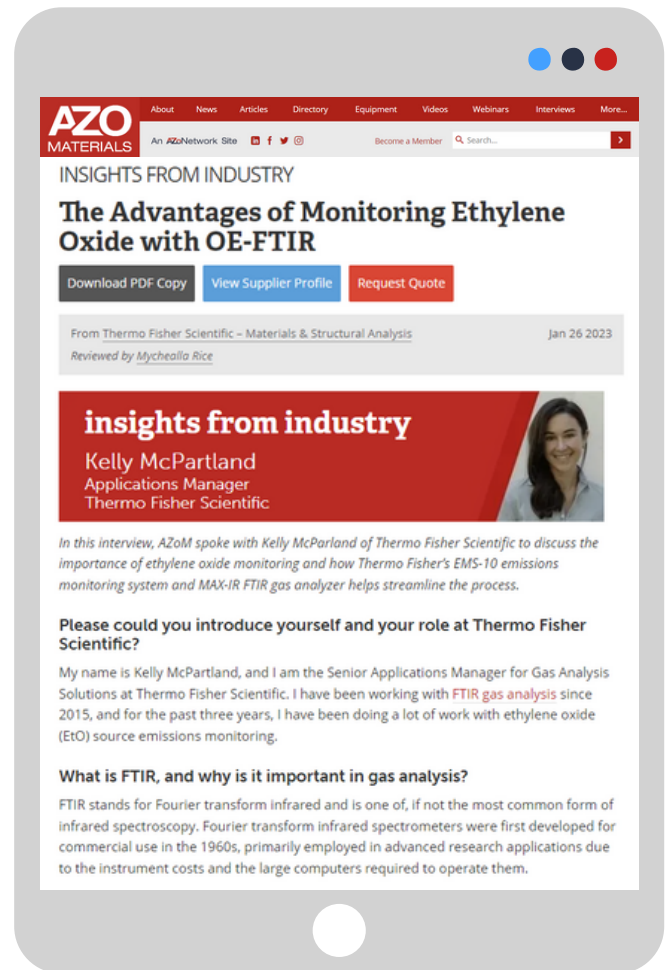 AZO
MATERIALS
About News Articles Directory Equipment Videos Webinars Interviews More...
An AZoNetwork Site
Become a Member
Search...
INSIGHTS FROM INDUSTRY
The Advantages of Monitoring Ethylene
Oxide with OE-FTIR
Download PDF Copy
View Supplier Profile
Request Quote
From Thermo Fisher Scientific – Materials & Structural Analysis
Jan 26 2023
Reviewed by Mychealla Rice
insights from industry
Kelly McPartland
Applications Manager
Thermo Fisher Scientific
In this interview, AZoM spoke with Kelly McParland of Thermo Fisher Scientific to discuss the
importance of ethylene oxide monitoring and how Thermo Fisher's EMS-10 emissions
monitoring system and MAX-IR FTIR gas analyzer helps streamline the process.
Please could you introduce yourself and your role at Thermo Fisher
Scientific?
My name is Kelly McPartland, and I am the Senior Applications Manager for Gas Analysis
Solutions at Thermo Fisher Scientific. I have been working with FTIR gas analysis since
2015, and for the past three years, I have been doing a lot of work with ethylene oxide
(EtO) source emissions monitoring.
What is FTIR, and why is it important in gas analysis?
FTIR stands for Fourier transform infrared and is one of, if not the most common form of
infrared spectroscopy. Fourier transform infrared spectrometers were first developed for
commercial use in the 1960s, primarily employed in advanced research applications due
to the instrument costs and the large computers required to operate them.